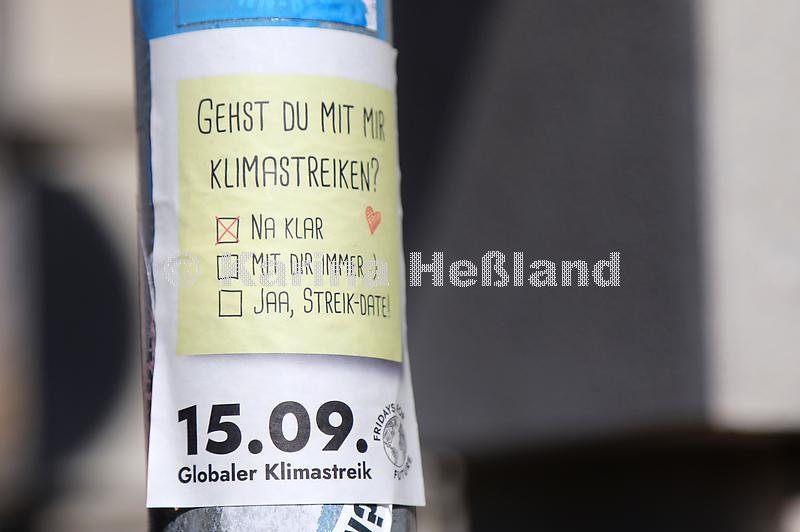 Gehst du mit mir
klimastreiken?
Na klar
Mit dir immer :)
Jaa, Streik-Date!
© Karina Heßland
15.09.
Globaler Klimastreik
FRIDAYS FOR
FUTURE